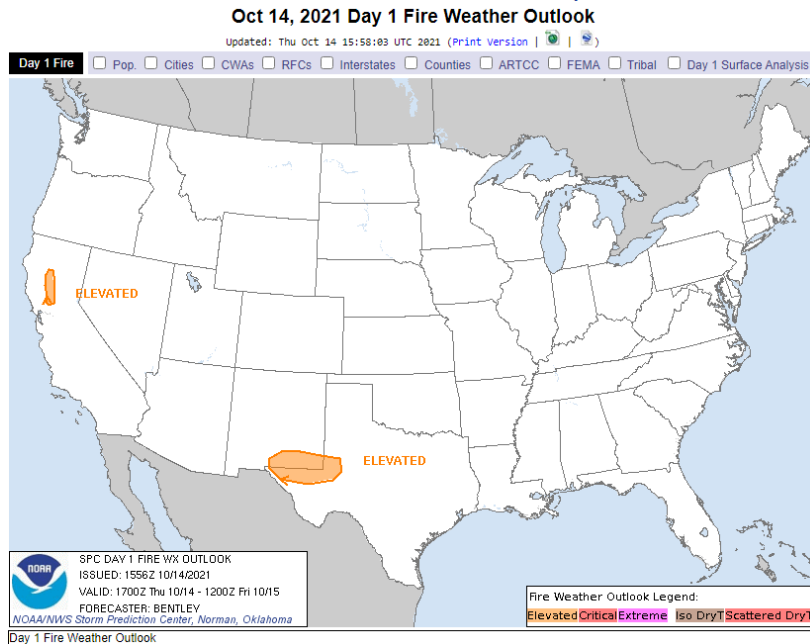 Oct 14, 2021 Day 1 Fire Weather Outlook
Updated: Thu Oct 14 15:58:03 UTC 2021 (Print Version | | )
Day 1 Fire Pop. Cities CWAs RFCs Interstates Counties ARTCC FEMA Tribal Day 1 Surface Analysis
ELEVATED
ELEVATED
SPC DAY 1 FIRE WX OUTLOOK
ISSUED: 1556Z 10/14/2021
VALID: 1700Z Thu 10/14 - 1200Z Fri 10/15
FORECASTER: BENTLEY
NOAA/NWS Storm Prediction Center, Norman, Oklahoma
NOAA
Fire Weather Outlook Legend:
Elevated Critical Extreme Iso DryT Scattered DryT
Day 1 Fire Weather Outlook